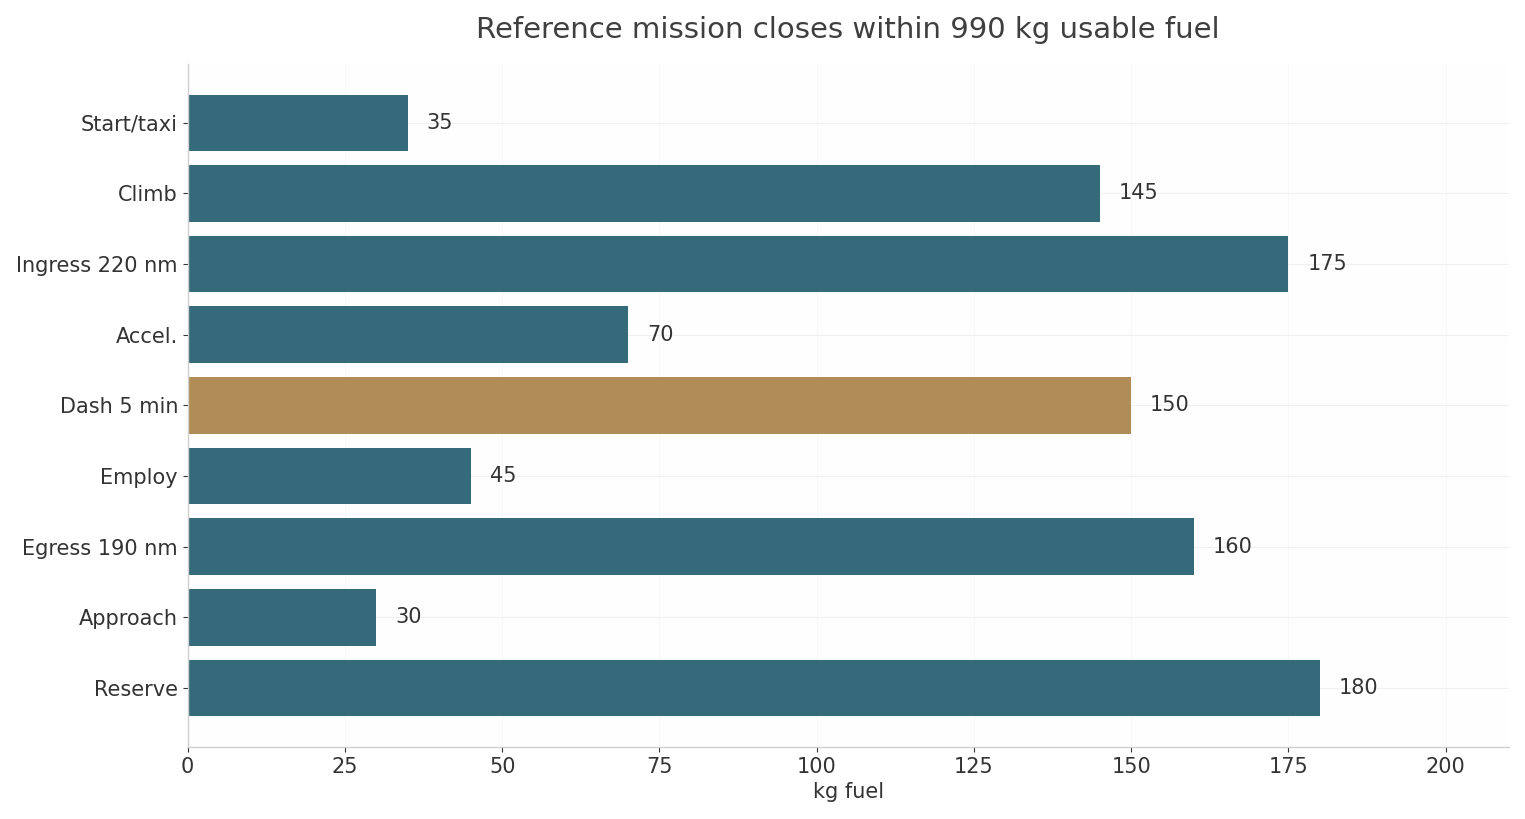 Reference mission closes within 990 kg usable fuel
Start/taxi 35
Climb 145
Ingress 220 nm 175
Accel. 70
Dash 5 min 150
Employ 45
Egress 190 nm 160
Approach 30
Reserve 180
0 25 50 75 100 125 150 175 200
kg fuel